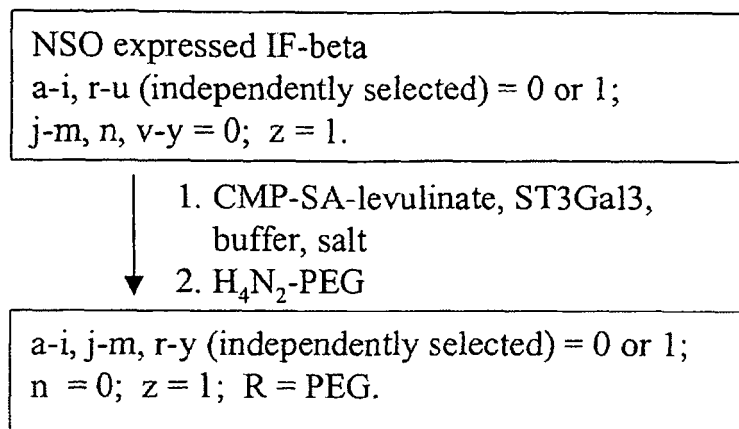 NSO expressed IF-beta
a-i, r-u (independently selected) = 0 or 1;
j-m, n, v-y = 0; z = 1.
1. CMP-SA-levulinate, ST3Gal3,
buffer, salt
2. H₄N₂-PEG
a-i, j-m, r-y (independently selected) = 0 or 1;
n = 0; z = 1; R = PEG.